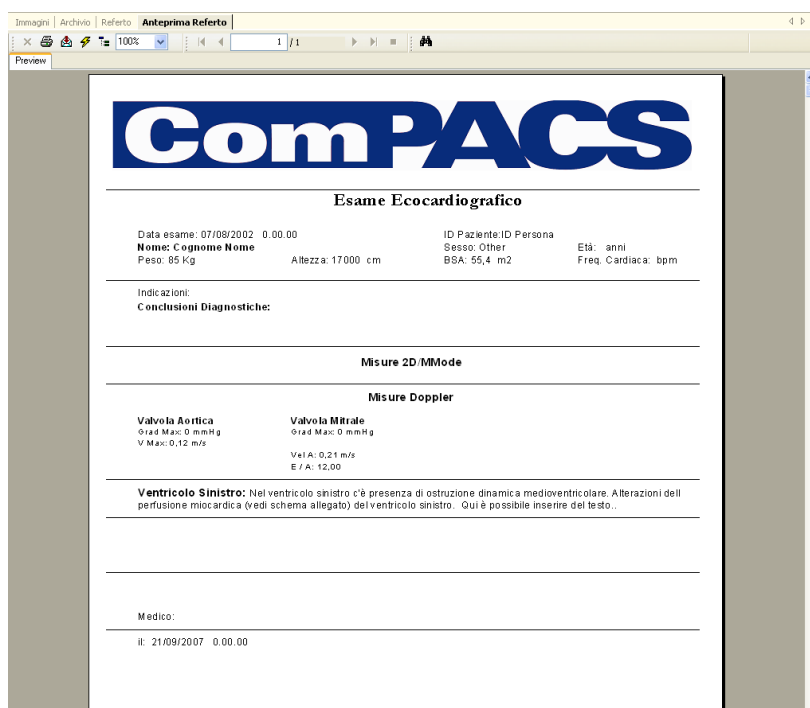 Immagini Archivio Referto Anteprima Referto
100% 1 /1
Preview
ComPACS
Esame Ecocardiografico
Data esame: 07/08/2002 0.00.00 ID Paziente:ID Persona
Nome: Cognome Nome Sesso: Other Etá: anni
Peso: 85 Kg Altezza: 17000 cm BSA: 55,4 m2 Freq. Cardiaca: bpm
Indicazioni:
Conclusioni Diagnostiche:
Misure 2D/MMode
Misure Doppler
Valvola Aortica Valvola Mitrale
Grad Max: 0 mmHg Grad Max: 0 mmHg
V Max: 0,12 m/s
Vel A: 0,21 m/s
E / A: 12,00
Ventricolo Sinistro: Nel ventricolo sinistro c'è presenza di ostruzione dinamica medioventricolare. Alterazioni dell
perfusione miocardica (vedi schema allegato) del ventricolo sinistro. Qui è possibile inserire del testo..
Medico:
il: 21/09/2007 0.00.00